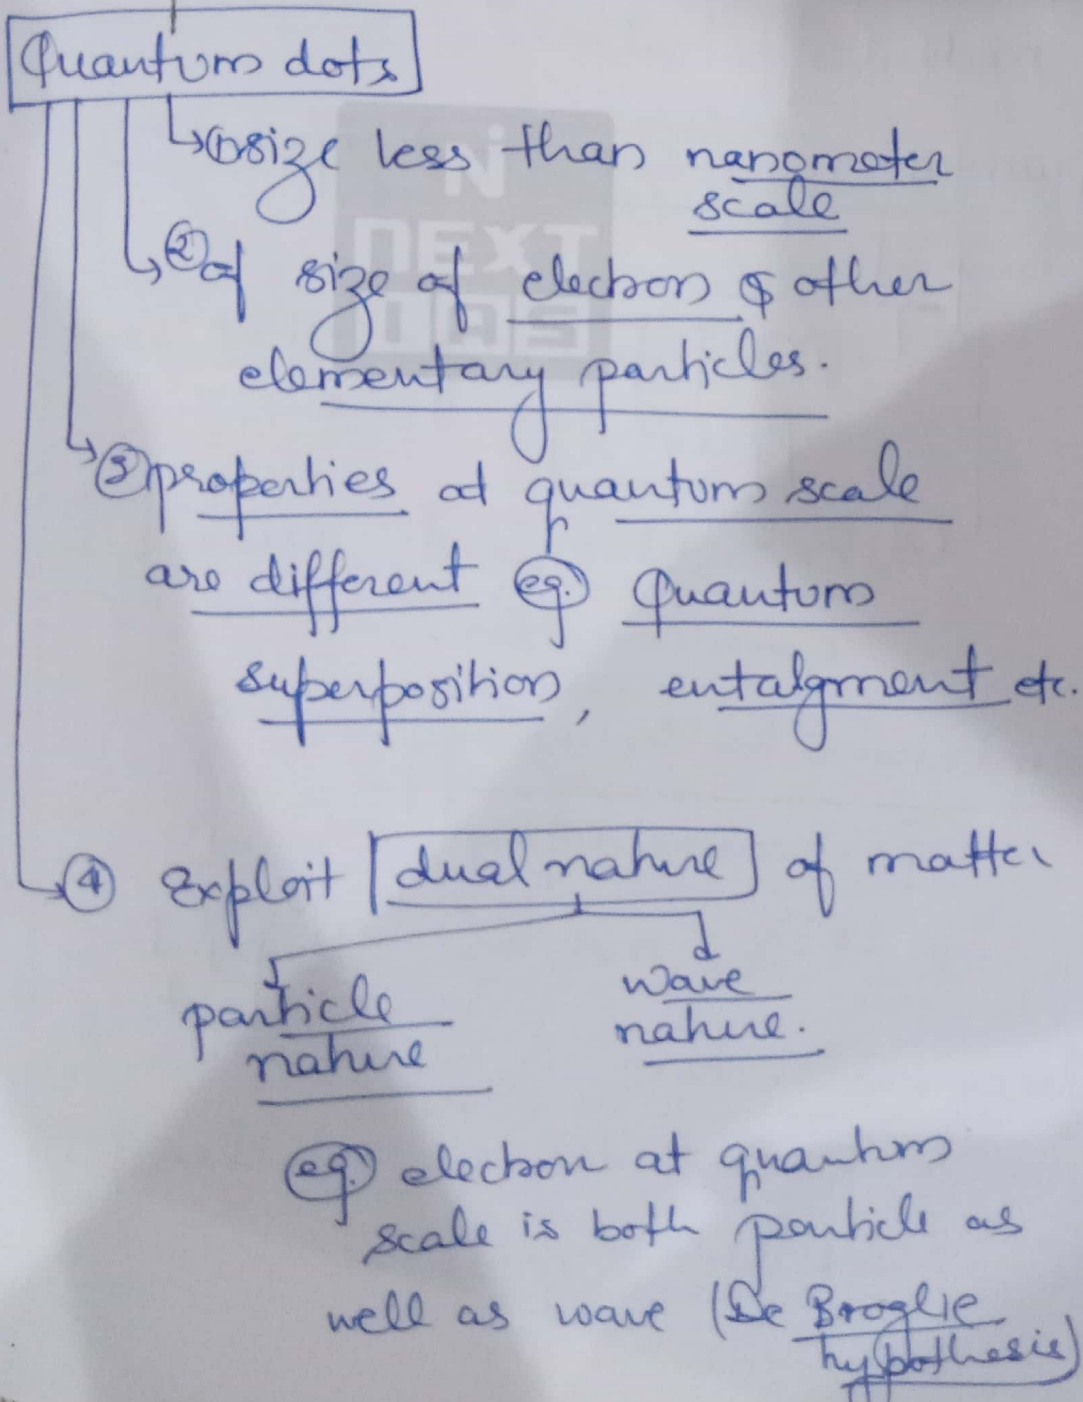 Quantum dots
① size less than nanometer
scale
② of size of electron & other
elementary particles.
③ properties at quantum scale
are different eg. Quantum
superposition, entalgment etc.
④ Exploit dual nature of matter
particle
nature
wave
nature.
eg. electron at quantum
scale is both particle as
well as wave (De Broglie
hypothesis)
NEXT
IAS